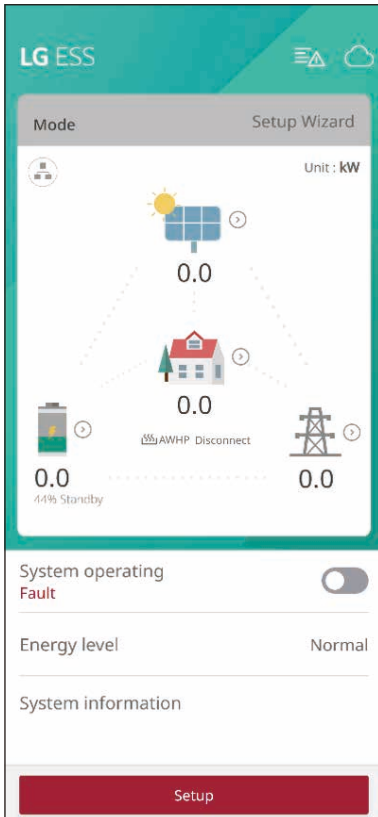 LG ESS
Mode Setup Wizard
Unit : kW
0.0
0.0
AWHP Disconnect
0.0
44% Standby
0.0
System operating
Fault
Energy level Normal
System information
Setup